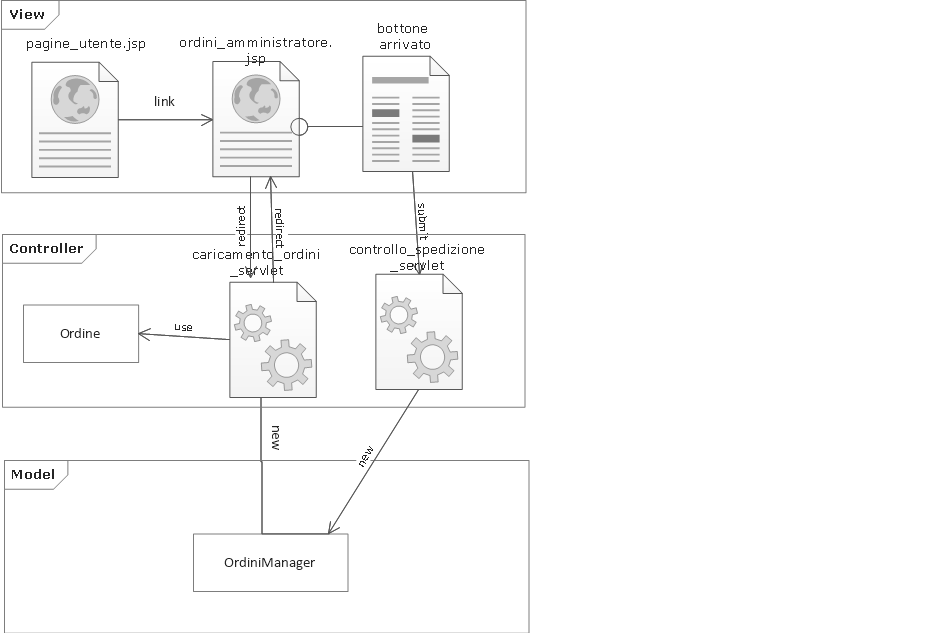 View
pagine_utente.jsp
ordini_amministratore.
jsp
bottone
arrivato
link
redirect
redirect
submit
Controller
caricamento_ordini
_servlet
controllo_spedizione
_servlet
Ordine
use
new
new
Model
OrdiniManager